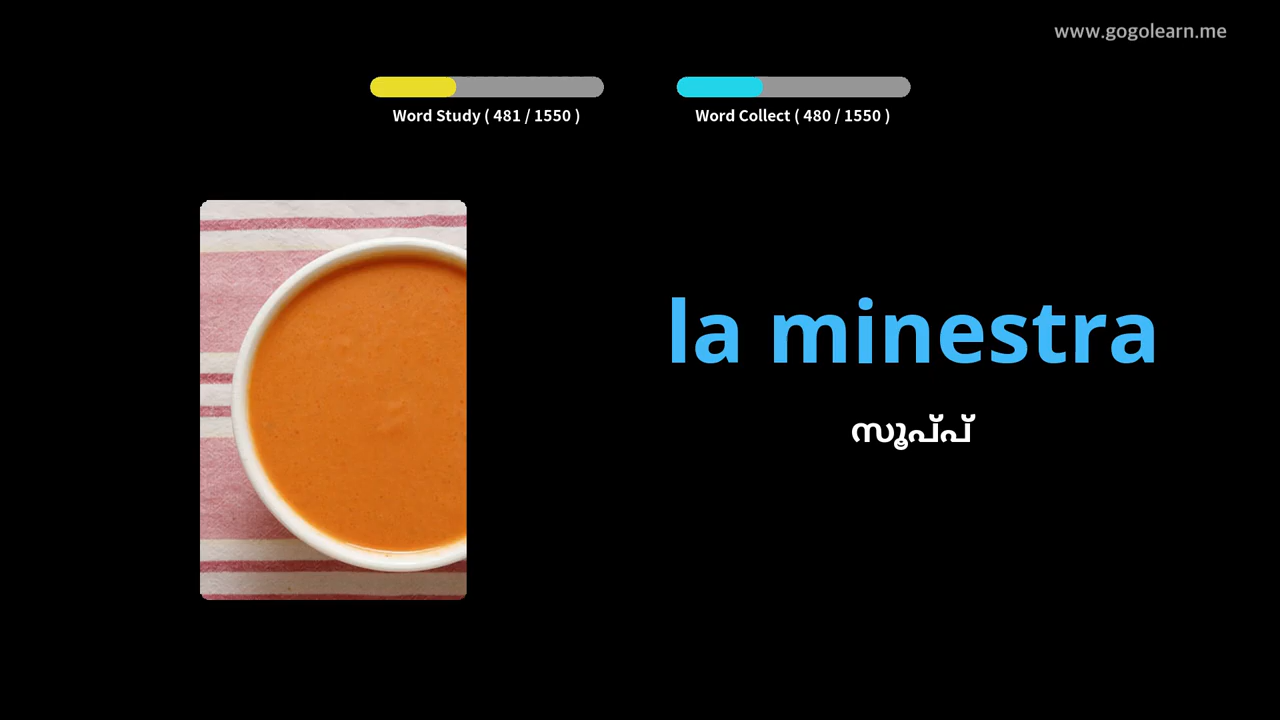 www.gogolearn.me
Word Study ( 481 / 1550 )
Word Collect ( 480 / 1550 )
la minestra
സൂപ്പ്